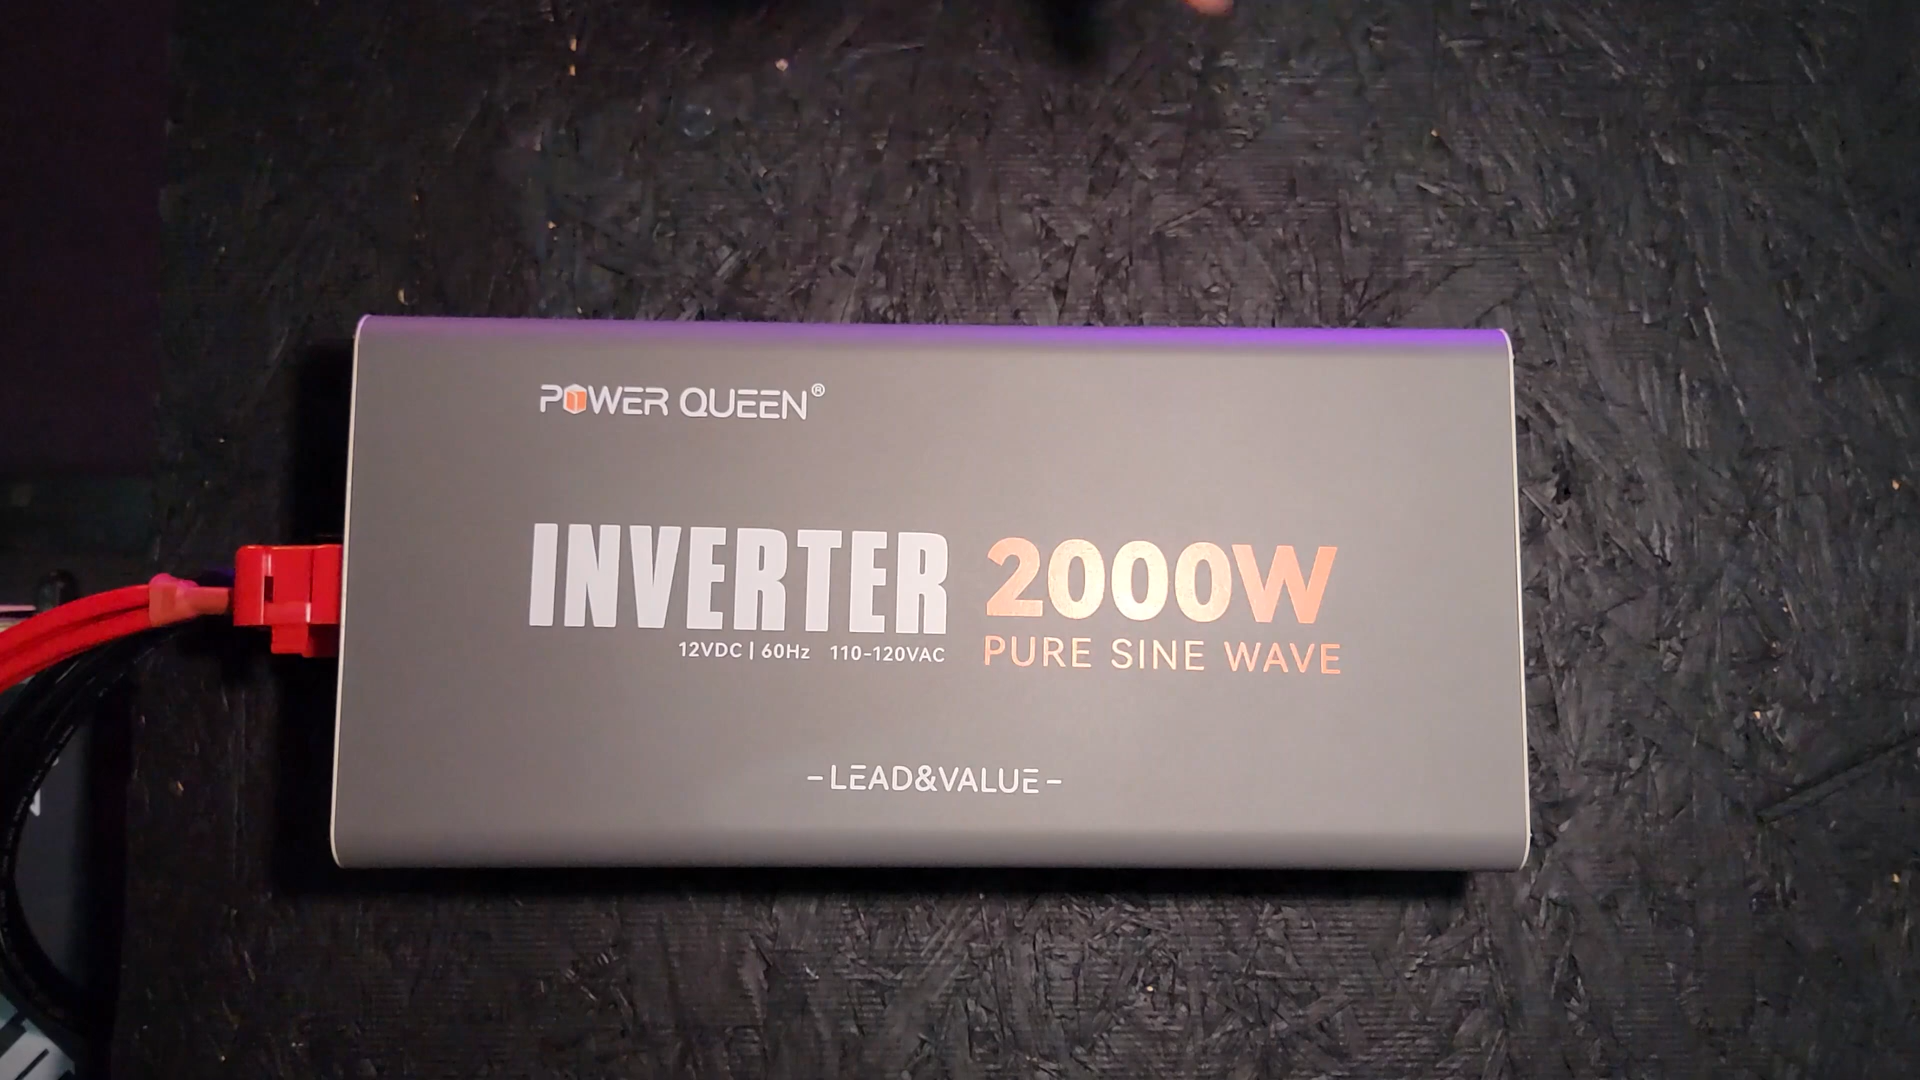 POWER QUEEN®
INVERTER 2000W
12VDC | 60Hz 110-120VAC PURE SINE WAVE
-LEAD&VALUE-